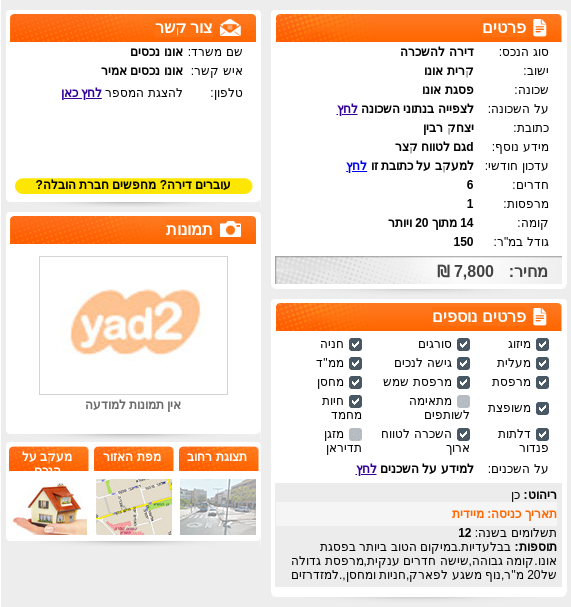 פרטים
סוג הנכס: דירה להשכרה
ישוב: קרית אונו
שכונה: פסגת אונו
על השכונה: לצפייה בנתוני השכונה לחץ
כתובת: יצחק רבין
מידע נוסף: dגם לטווח קצר
עדכון חודשי: למעקב על כתובת זו לחץ
חדרים: 6
מרפסות: 1
קומה: 14 מתוך 20 ויותר
גודל במ"ר: 150
מחיר: 7,800 ₪
פרטים נוספים
מיזוג סורגים חניה
מעלית גישה לנכים ממ"ד
מרפסת מרפסת שמש מחסן
משופצת מתאימה לשותפים חיות מחמד
דלתות פנדור השכרה לטווח ארוך מזגן תדיראן
על השכנים: למידע על השכנים לחץ
ריהוט: כן
תאריך כניסה: מיידית
תשלומים בשנה: 12
תוספות: בבלעדיות.במיקום הטוב ביותר בפסגת
אונו.קומה גבוהה,שישה חדרים ענקית,מרפסת גדולה
של20 מ"ר,נוף משגע לפארק,חניות ומחסן,.למזדרזים
צור קשר
שם משרד: אונו נכסים
איש קשר: אונו נכסים אמיר
טלפון: להצגת המספר לחץ כאן
עוברים דירה? מחפשים חברת הובלה?
תמונות
yad2
אין תמונות למודעה
תצוגת רחוב
מפת האזור
מעקב על
הנכס